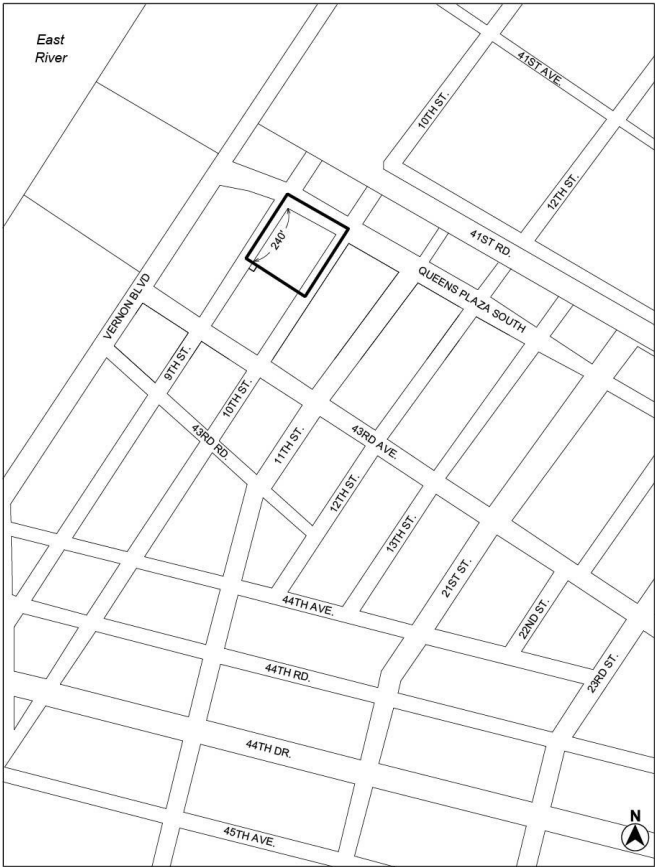 East
River
41ST AVE.
10TH ST.
12TH ST.
240'
41ST RD.
QUEENS PLAZA SOUTH
VERNON BLVD
9TH ST.
10TH ST.
43RD RD.
11TH ST.
43RD AVE.
12TH ST.
13TH ST.
21ST ST.
22ND ST.
23RD ST.
44TH AVE.
44TH RD.
44TH DR.
45TH AVE.
N